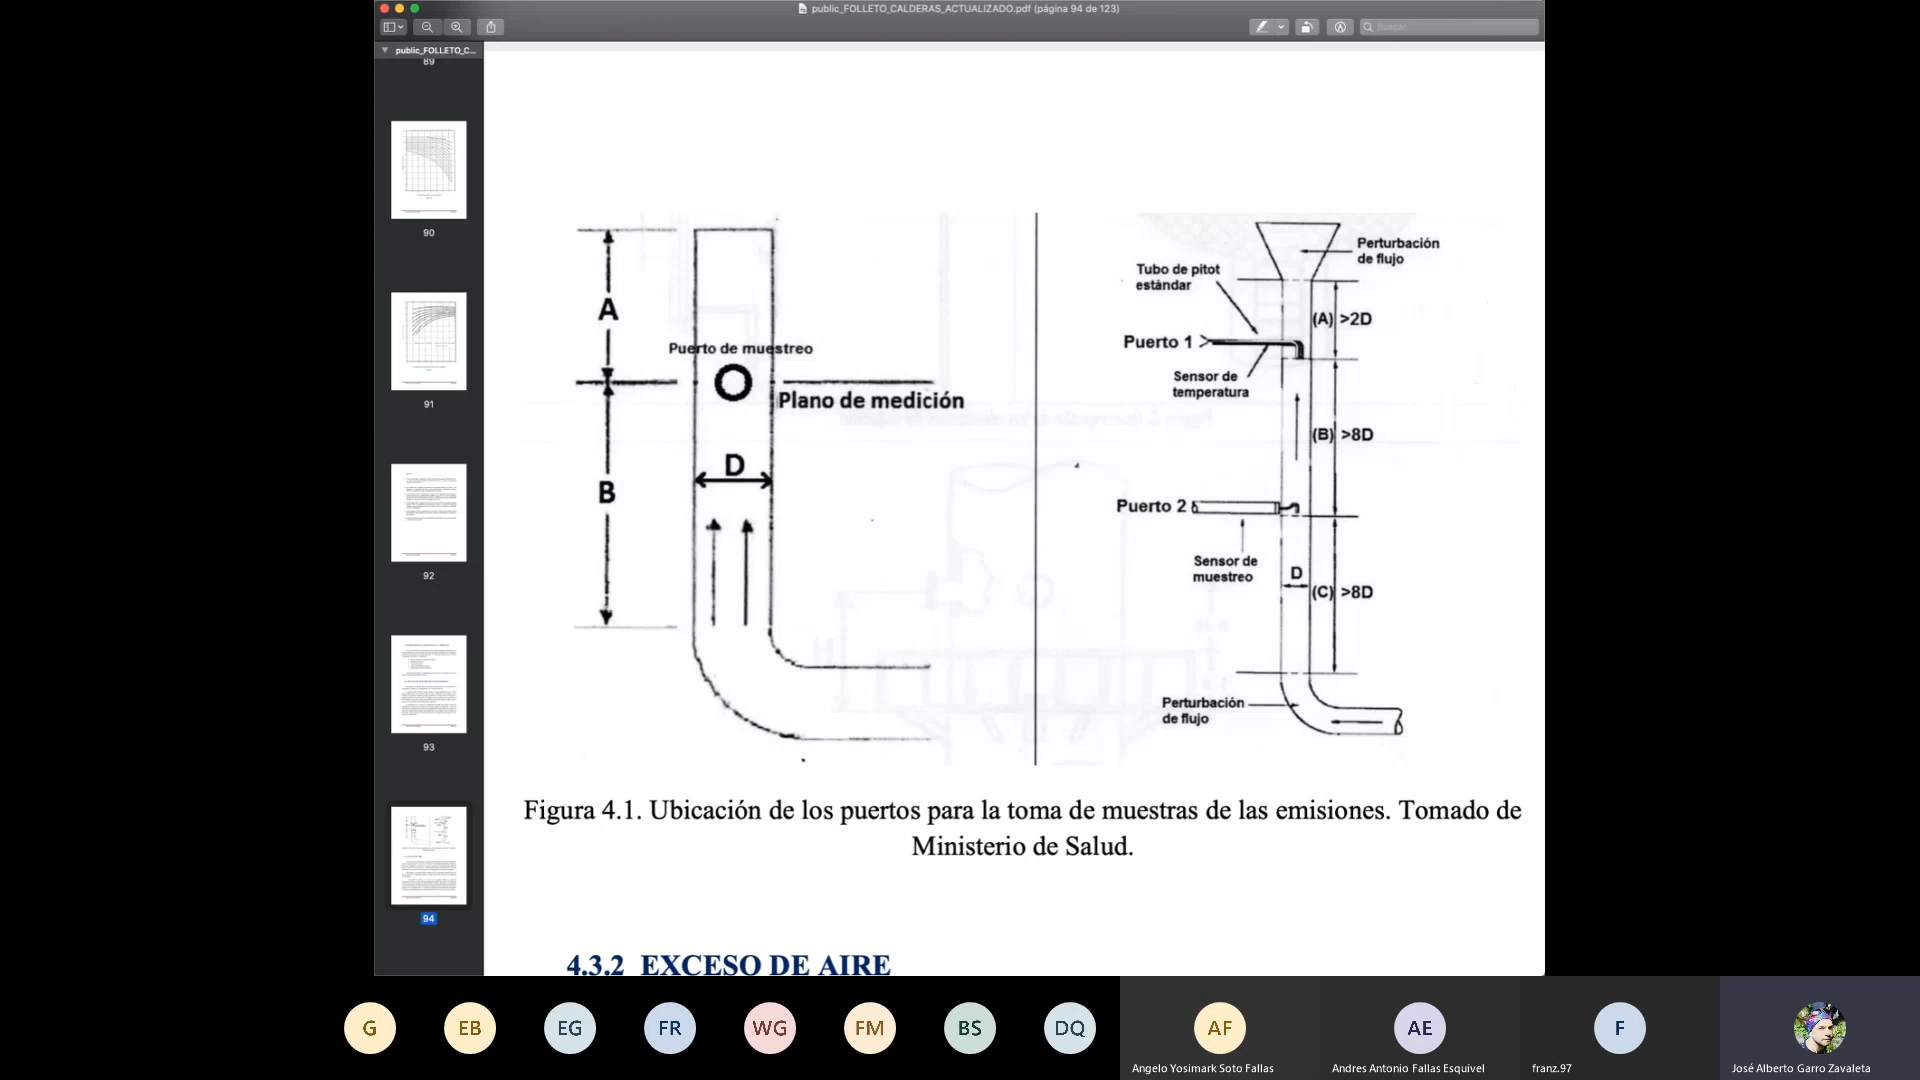 public_FOLLETO_CALDERAS_ACTUALIZADO.pdf (página 94 de 123)
Buscar
public_FOLLETO_C...
89
90
91
92
93
94
A
Puerto de muestreo
Plano de medición
D
B
Perturbación
de flujo
Tubo de pitot
estándar
(A) >2D
Puerto 1
Sensor de
temperatura
(B) >8D
Puerto 2
Sensor de
muestreo
D
(C) >8D
Perturbación
de flujo
Figura 4.1. Ubicación de los puertos para la toma de muestras de las emisiones. Tomado de
Ministerio de Salud.
4.3.2 EXCESO DE AIRE
G
EB
EG
FR
WG
FM
BS
DQ
AF
AE
F
Angelo Yosimark Soto Fallas
Andres Antonio Fallas Esquivel
franz.97
José Alberto Garro Zavaleta